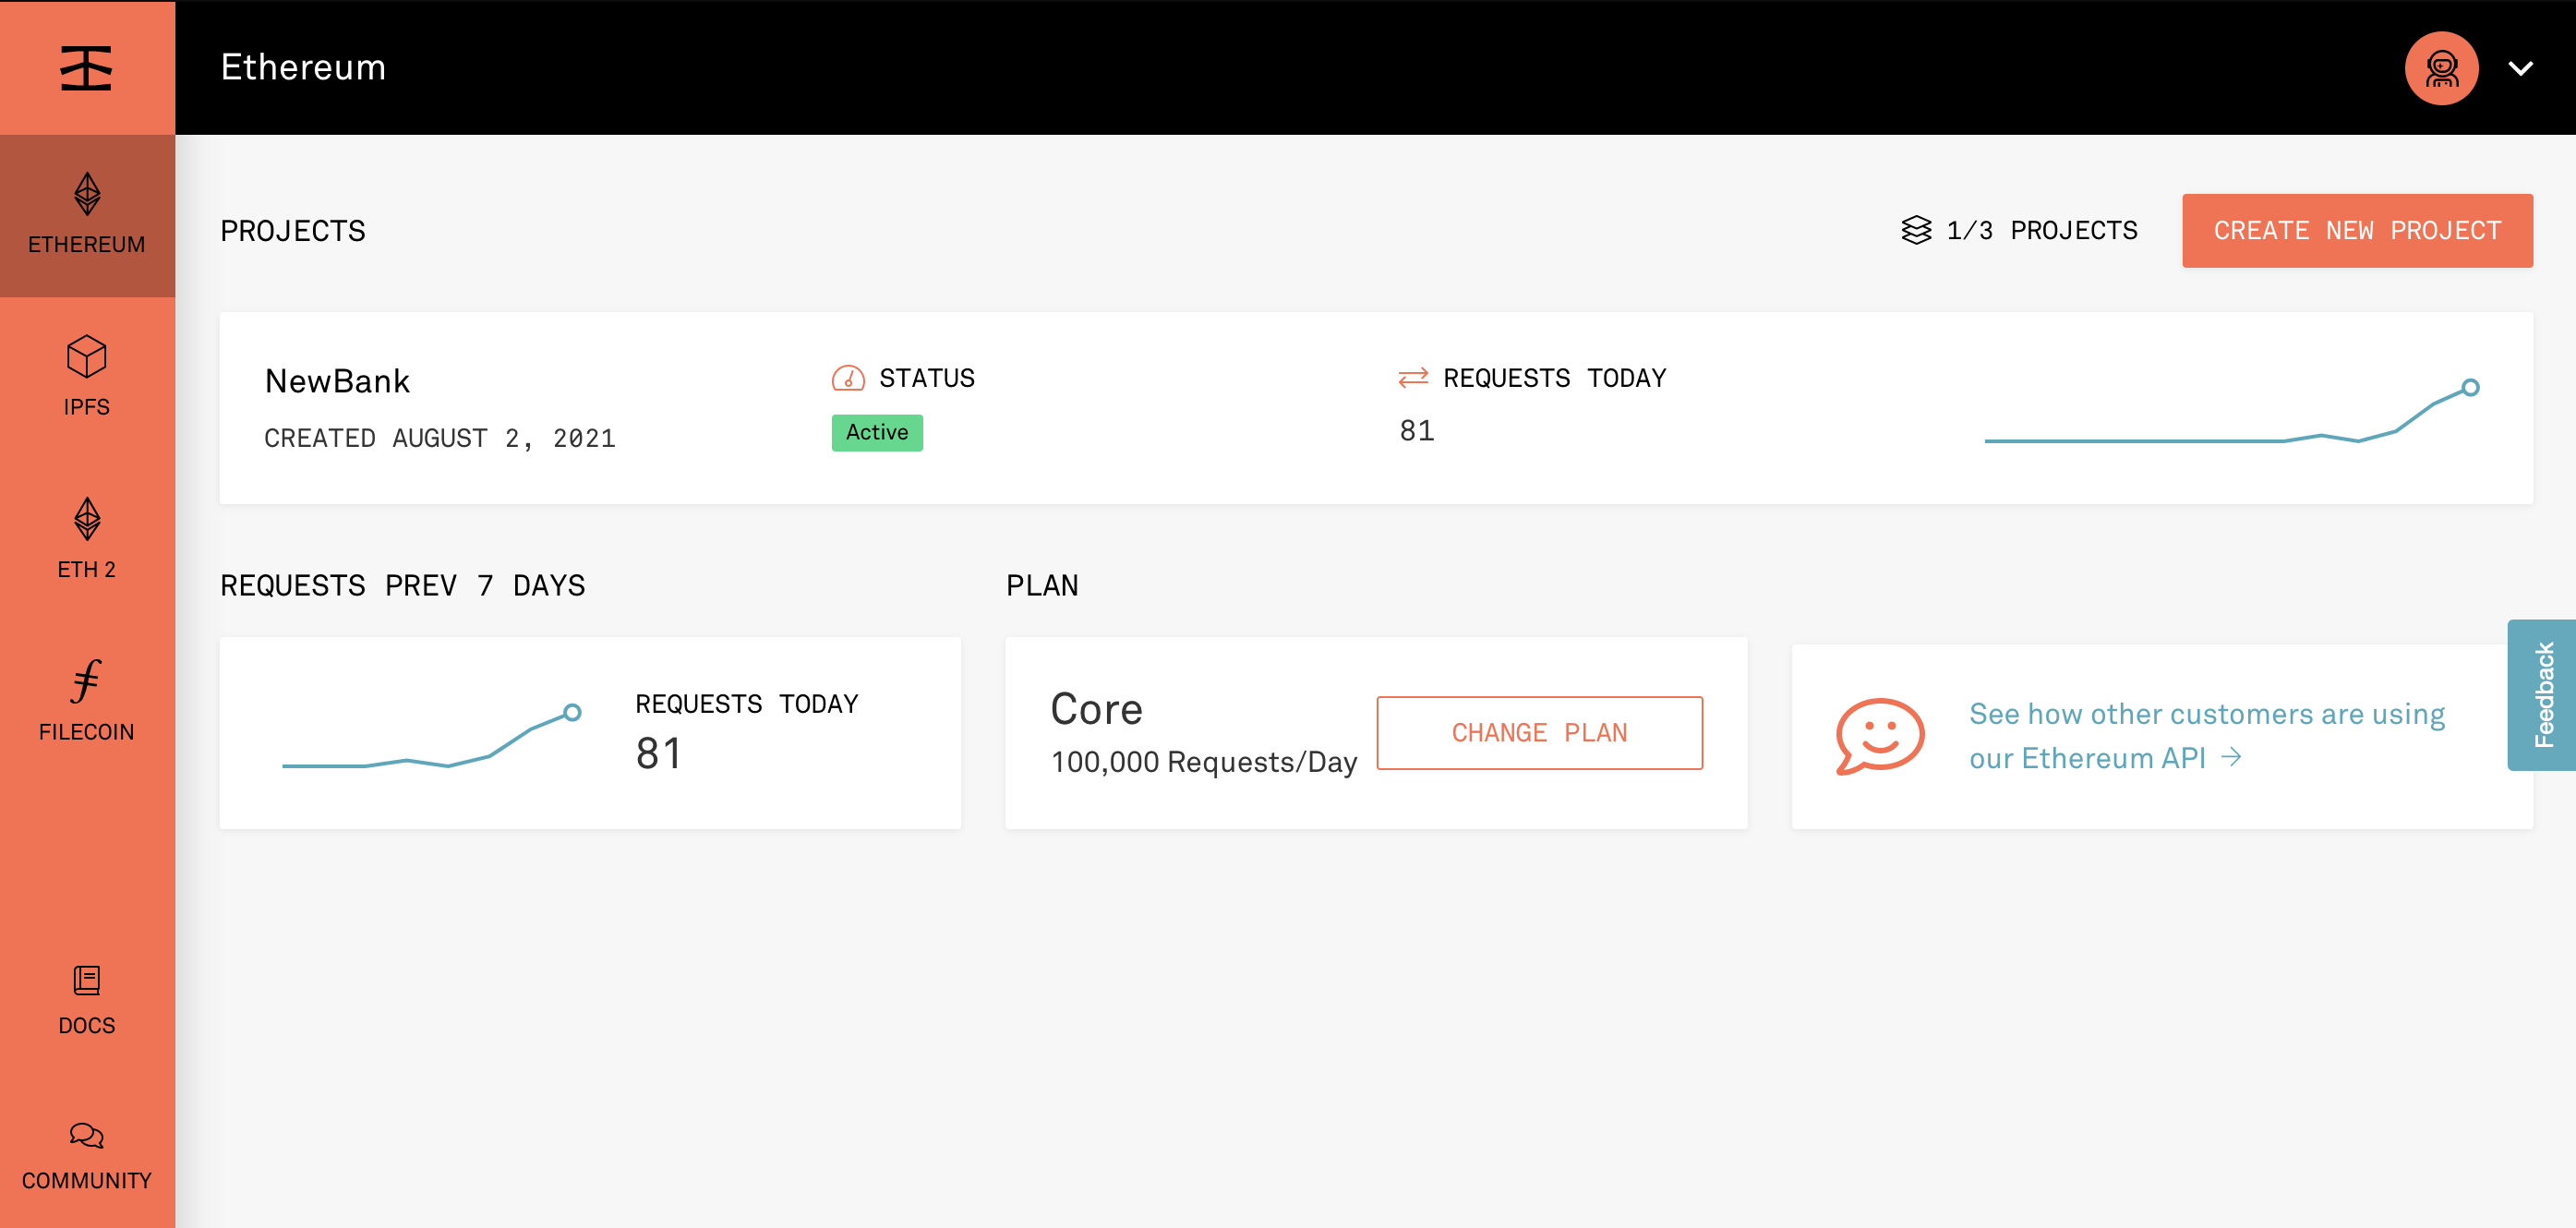 Ethereum
ETHEREUM
IPFS
ETH 2
FILECOIN
DOCS
COMMUNITY
PROJECTS
1/3 PROJECTS
CREATE NEW PROJECT
NewBank
CREATED AUGUST 2, 2021
STATUS
Active
REQUESTS TODAY
81
REQUESTS PREV 7 DAYS
REQUESTS TODAY
81
PLAN
Core
100,000 Requests/Day
CHANGE PLAN
See how other customers are using
our Ethereum API →
Feedback